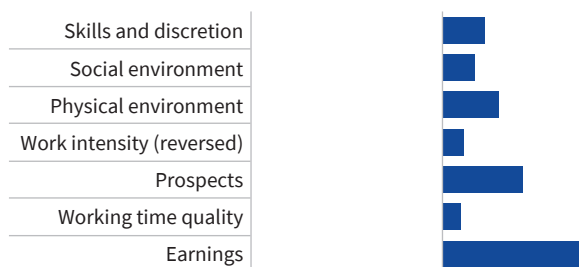 Skills and discretion
Social environment
Physical environment
Work intensity (reversed)
Prospects
Working time quality
Earnings